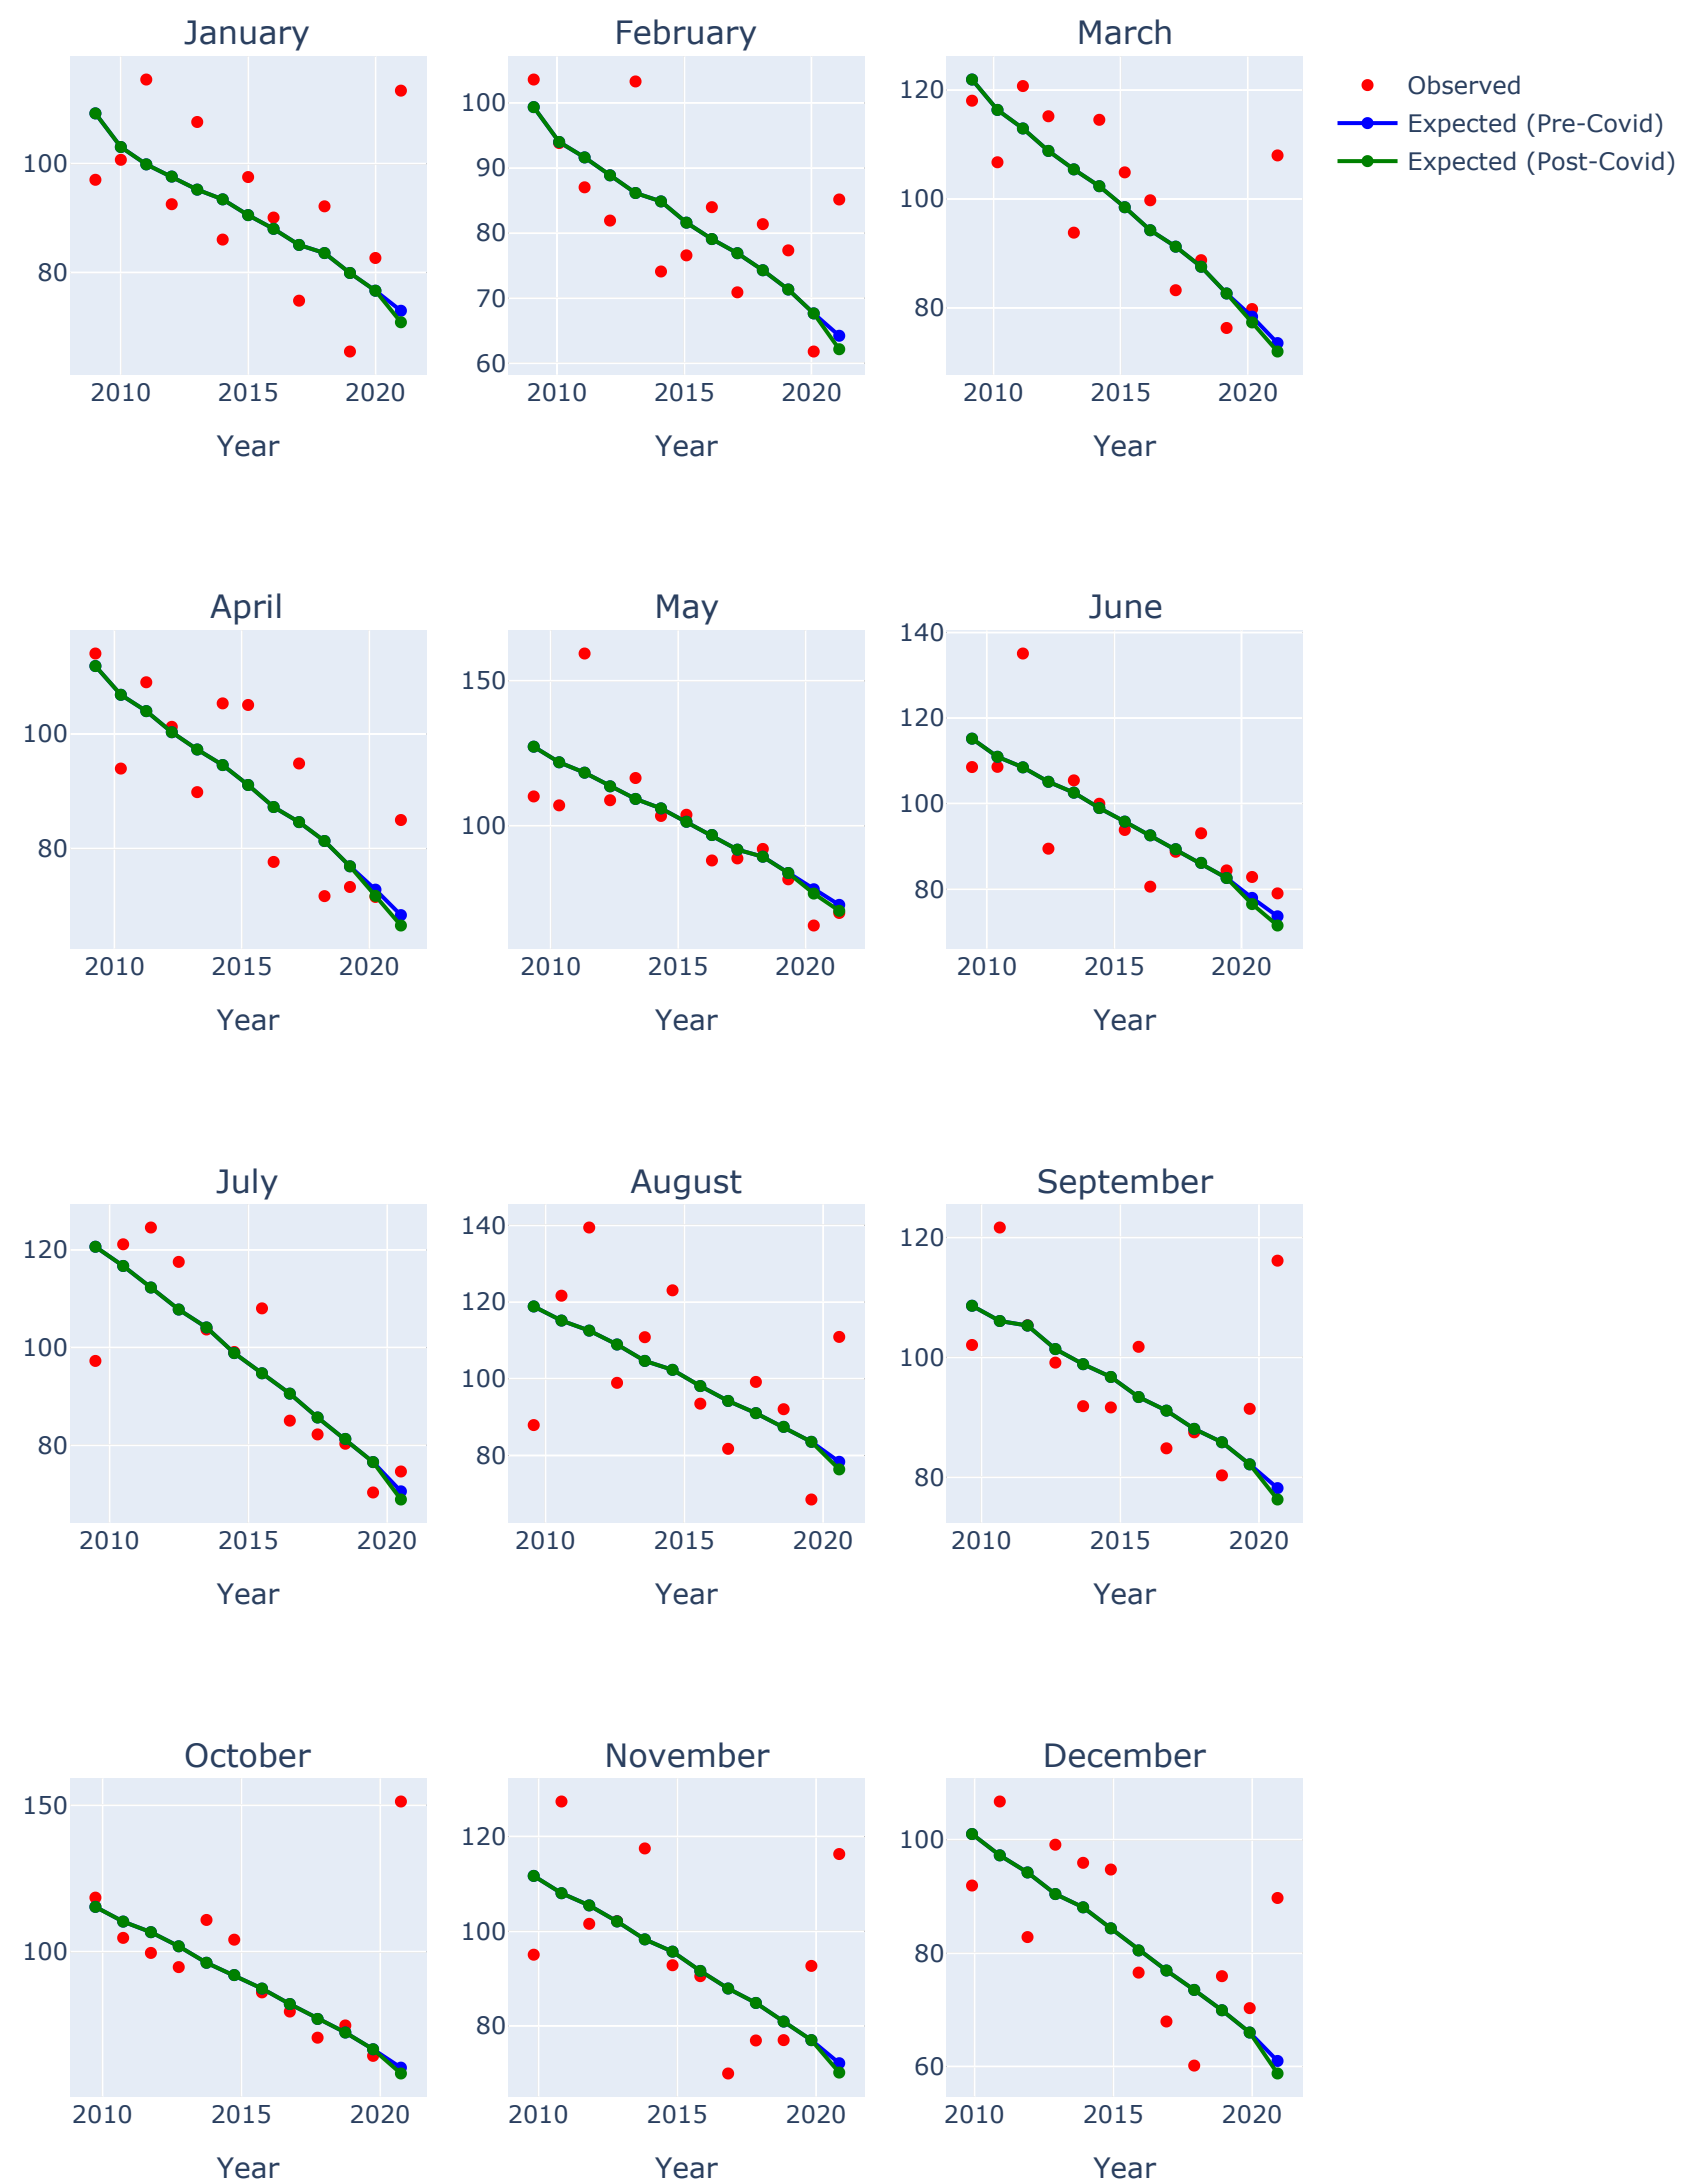 January
February
March
100
80
2010 2015 2020
Year
100
90
80
70
60
2010 2015 2020
Year
120
100
80
2010 2015 2020
Year
Observed
Expected (Pre-Covid)
Expected (Post-Covid)
April
May
June
100
80
2010 2015 2020
Year
150
100
2010 2015 2020
Year
140
120
100
80
2010 2015 2020
Year
July
August
September
120
100
80
2010 2015 2020
Year
140
120
100
80
2010 2015 2020
Year
120
100
80
2010 2015 2020
Year
October
November
December
150
100
2010 2015 2020
Year
120
100
80
2010 2015 2020
Year
100
80
60
2010 2015 2020
Year